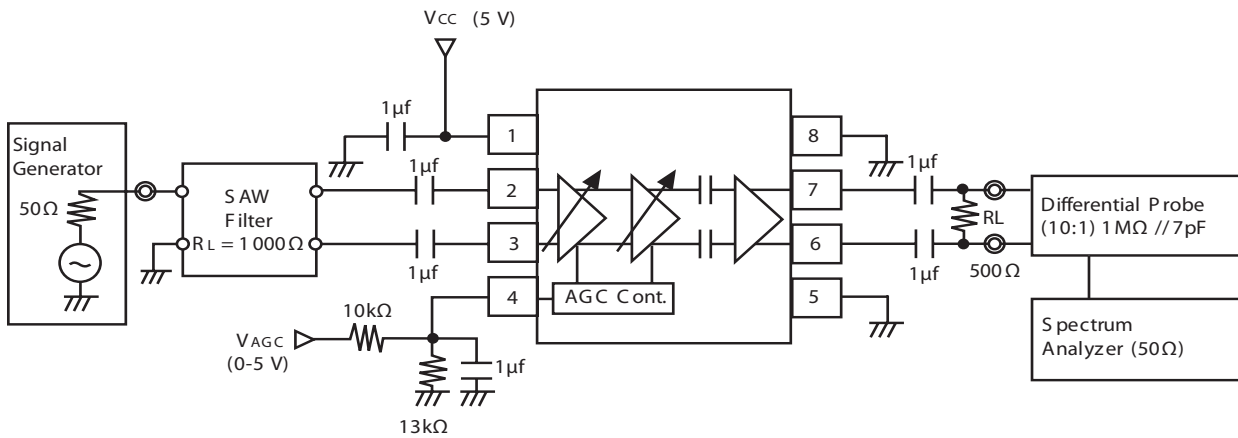 VCC (5 V)
1µf
Signal
Generator
50Ω
SAW
Filter
RL = 1000Ω
1µf
1µf
1
2
3
4
AGC Cont.
8
7
6
5
1µf
1µf
RL
500Ω
Differential Probe
(10:1) 1MΩ // 7pF
Spectrum
Analyzer (50Ω)
10kΩ
VAGC
(0-5 V)
1µf
13kΩ